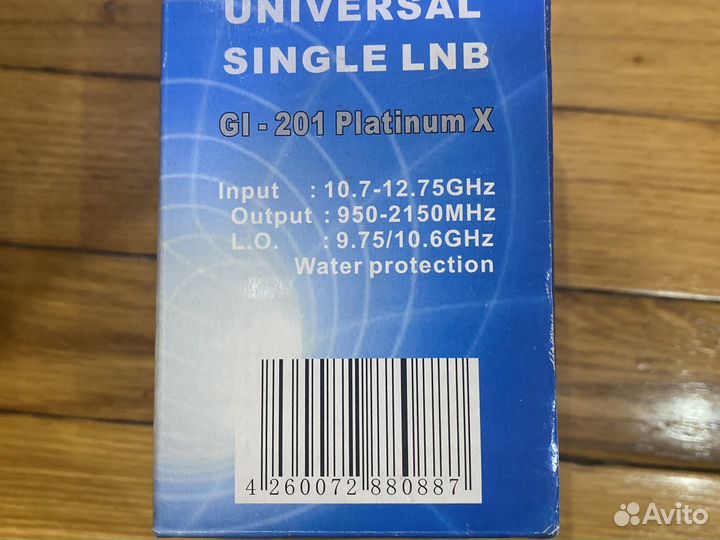 UNIVERSAL
SINGLE LNB
GI - 201 Platinum X
Input : 10.7-12.75GHz
Output : 950-2150MHz
L.O. : 9.75/10.6GHz
Water protection
4 260072 880887
Avito